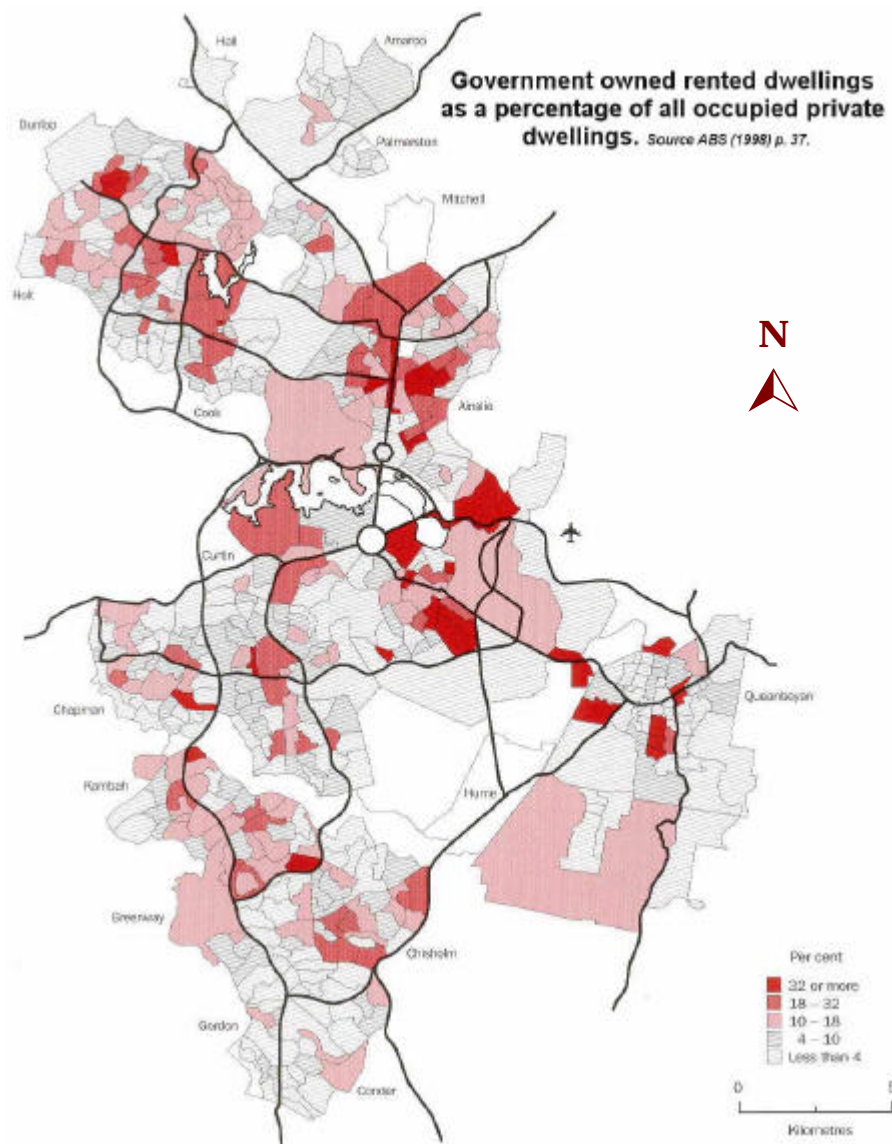 Hall
Amaroo
Government owned rented dwellings
as a percentage of all occupied private
dwellings. Source ABS (1998) p. 37.
Dunlop
Palmerston
Mitchell
Holt
N
Cook
Ainslie
Curtin
Chapman
Queanbeyan
Kambah
Hume
Greenway
Chisholm
Per cent
32 or more
18 – 32
10 – 18
4 – 10
Less than 4
Gordon
Conder
0 5
Kilometres